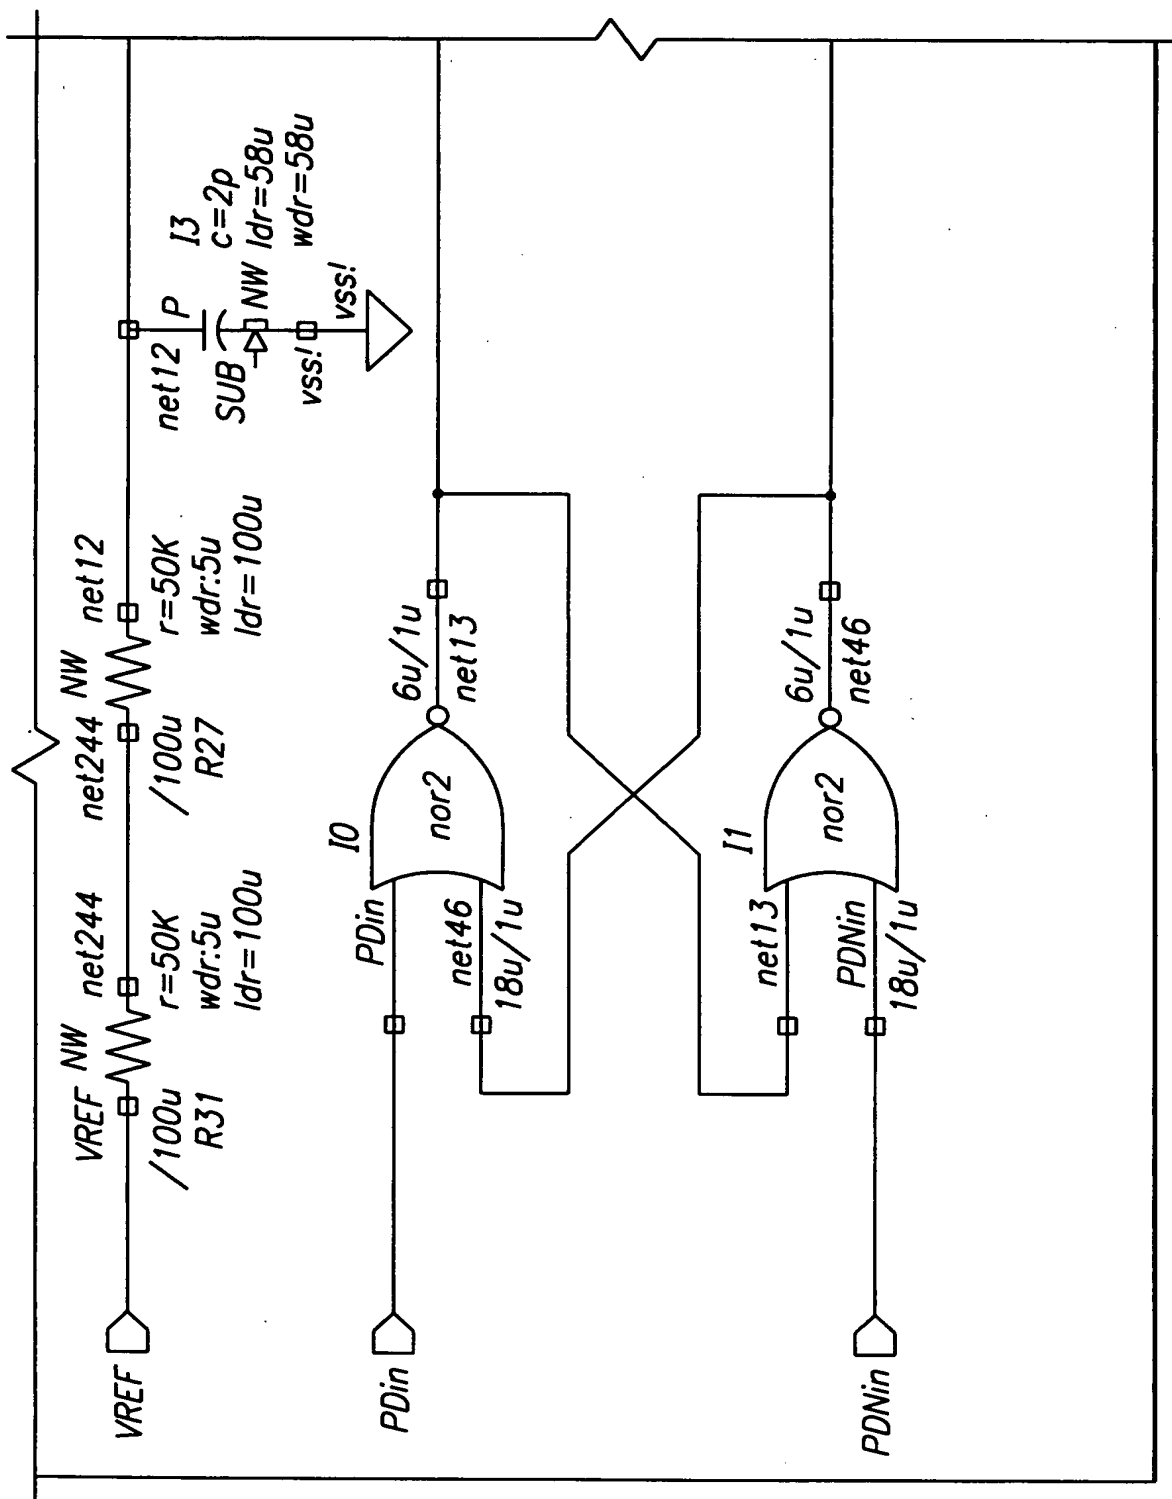 VREF
VREF
NW
net244
/100u
R31
r=50K
wdr:5u
ldr=100u
net244
NW
net12
/100u
R27
r=50K
wdr:5u
ldr=100u
net12
P
I3
c=2p
SUB
NW
ldr=58u
wdr=58u
vss!
vss!
PDin
PDin
I0
nor2
6u/1u
net13
net46
18u/1u
I1
nor2
6u/1u
net46
net13
PDNin
PDNin
18u/1u